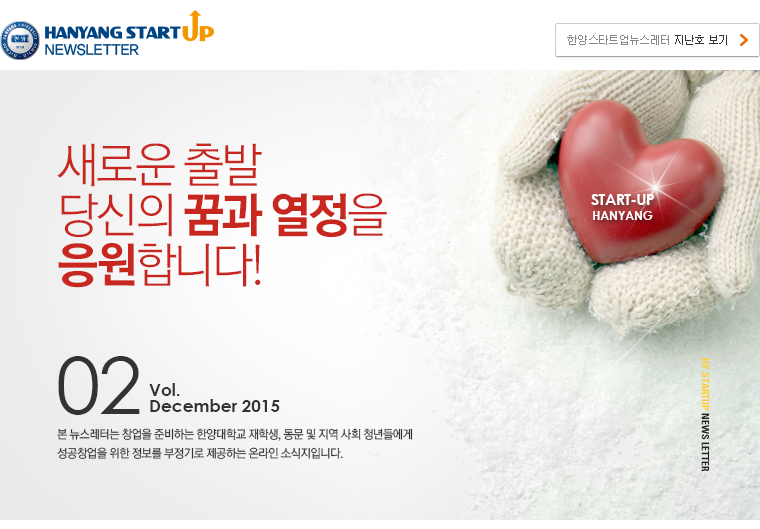 HANYANG STARTUP
NEWSLETTER
한양스타트업뉴스레터 지난호 보기
새로운 출발
당신의 꿈과 열정을
응원합니다!
START-UP
HANYANG
02 Vol.
December 2015
본 뉴스레터는 창업을 준비하는 한양대학교 재학생, 동문 및 지역 사회 청년들에게
성공창업을 위한 정보를 부정기로 제공하는 온라인 소식지입니다.
HY STARTUP NEWS LETTER